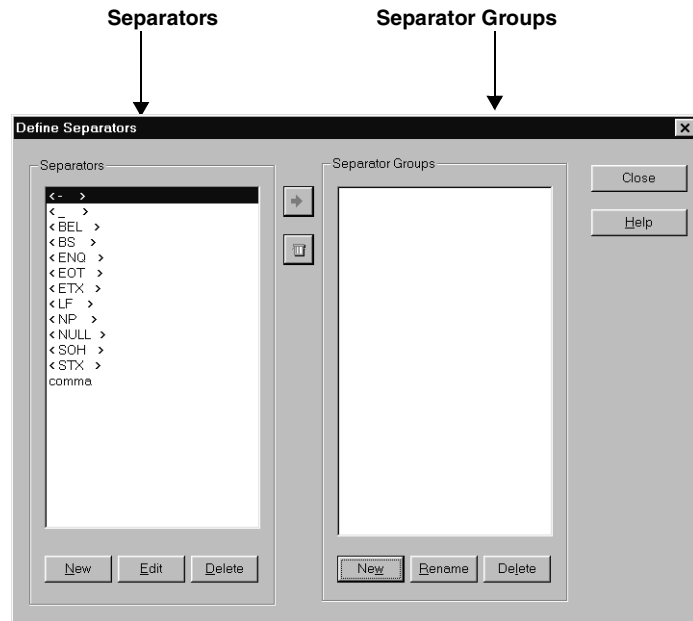 Separators
Separator Groups
Define Separators
Separators
Separator Groups
< - >
< _ >
< BEL >
< BS >
< ENQ >
< EOT >
< ETX >
< LF >
< NP >
< NULL >
< SOH >
< STX >
comma
Close
Help
New
Edit
Delete
New
Rename
Delete